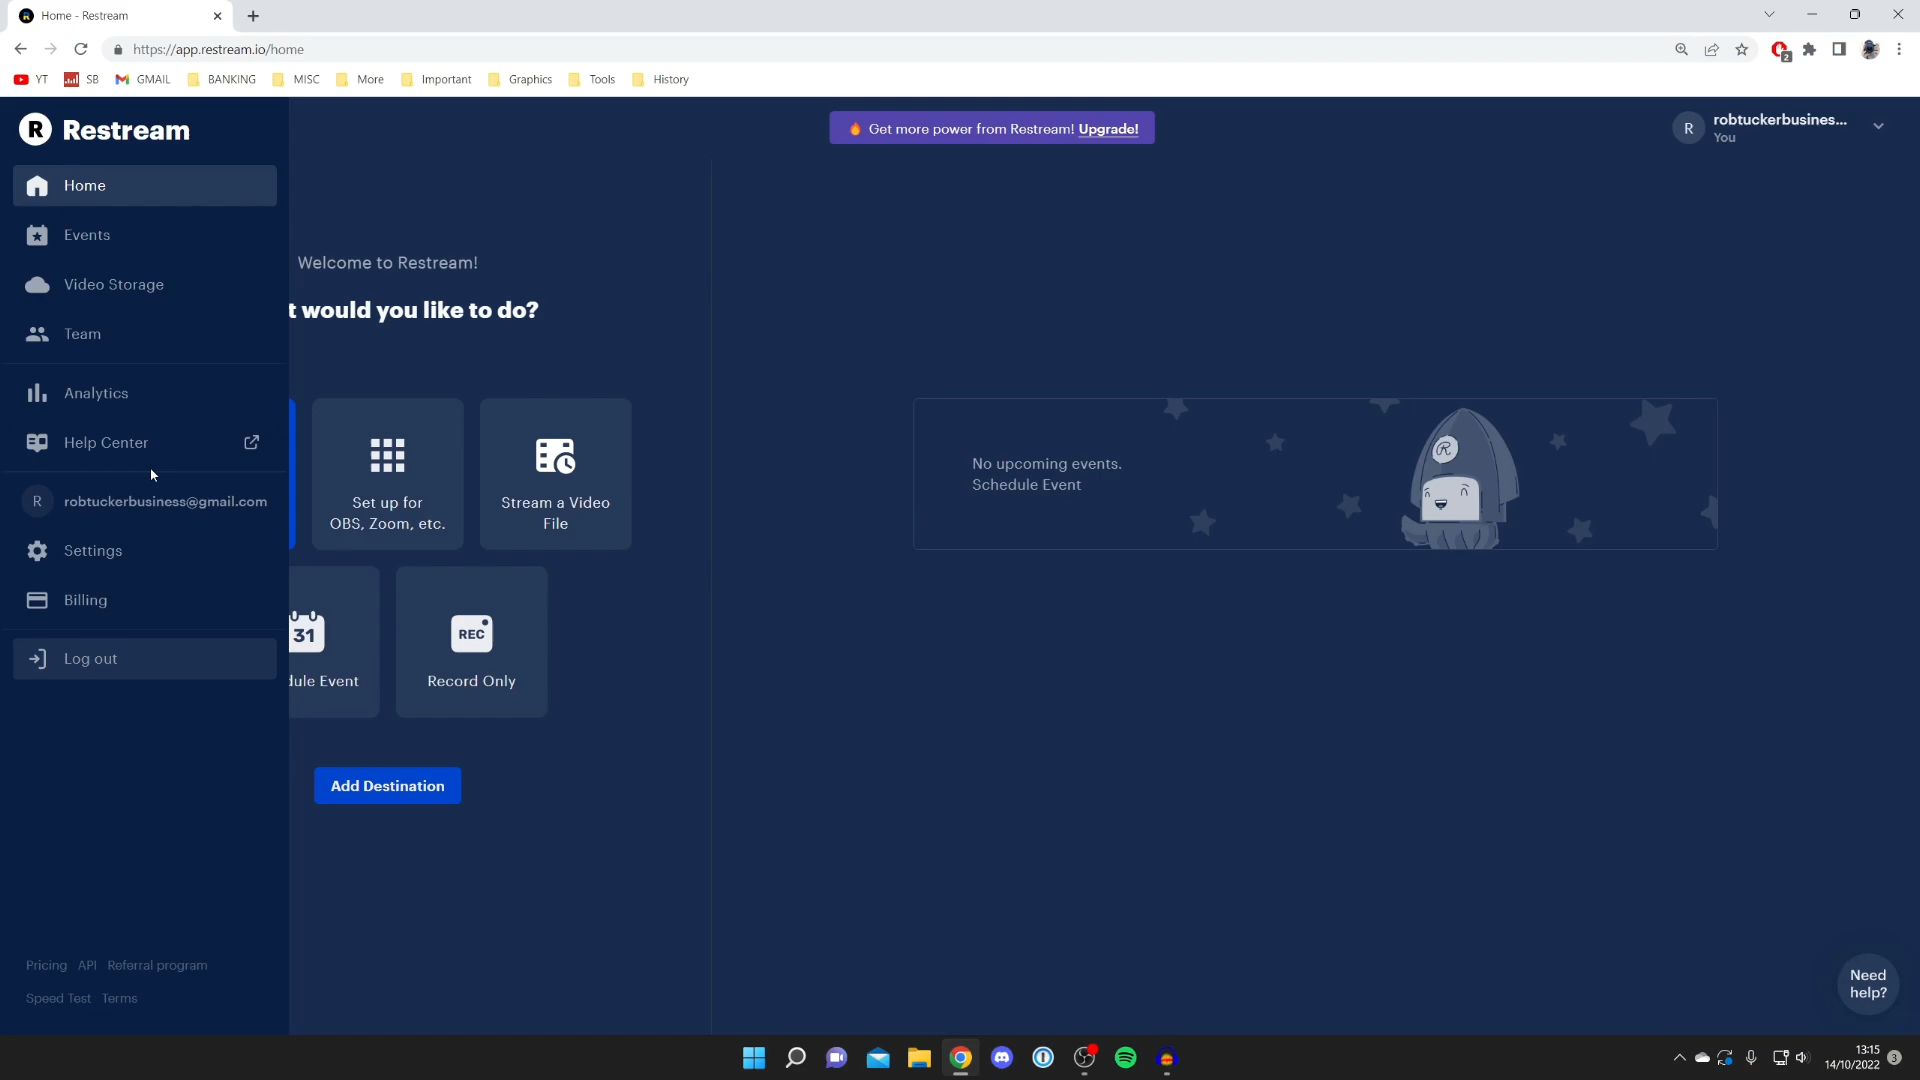 Home - Restream
https://app.restream.io/home
YT
SB
GMAIL
BANKING
MISC
More
Important
Graphics
Tools
History
2
R Restream
🔥 Get more power from Restream! Upgrade!
R
robtuckerbusines...
You
Home
Events
Video Storage
Team
Analytics
Help Center
R
robtuckerbusiness@gmail.com
Settings
Billing
Log out
Pricing API Referral program
Speed Test Terms
Welcome to Restream!
t would you like to do?
Set up for
OBS, Zoom, etc.
Stream a Video
File
31
dule Event
REC
Record Only
Add Destination
No upcoming events.
Schedule Event
R
Need
help?
13:15
14/10/2022
3